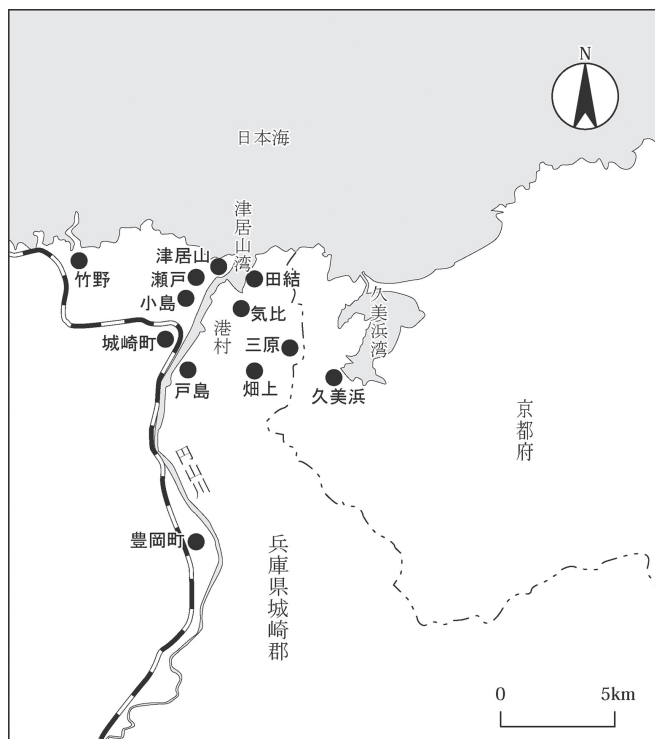 N
日本海
津居山湾
津居山
瀬戸
田結
竹野
小島
気比
久美浜湾
港村
城崎町
三原
戸島
畑上
久美浜
京都府
円山川
豊岡町
兵庫県城崎郡
0 5km